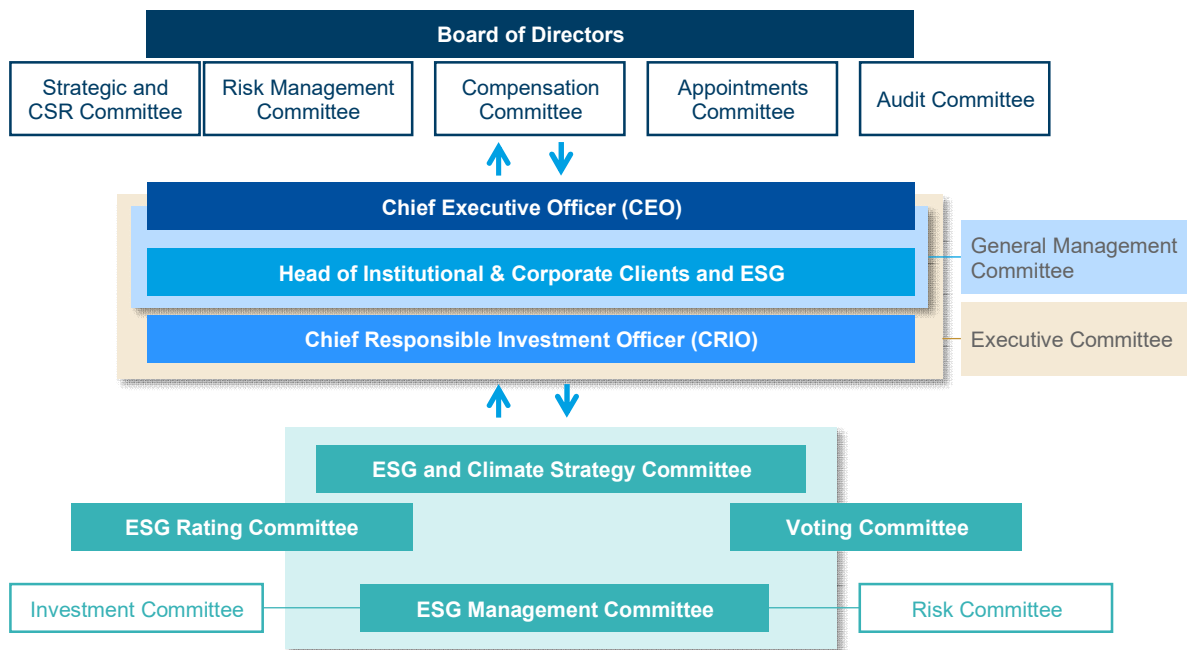 Board of Directors
Strategic and
CSR Committee
Risk Management
Committee
Compensation
Committee
Appointments
Committee
Audit Committee
Chief Executive Officer (CEO)
Head of Institutional & Corporate Clients and ESG
General Management
Committee
Chief Responsible Investment Officer (CRIO)
Executive Committee
ESG and Climate Strategy Committee
ESG Rating Committee
Voting Committee
Investment Committee
ESG Management Committee
Risk Committee